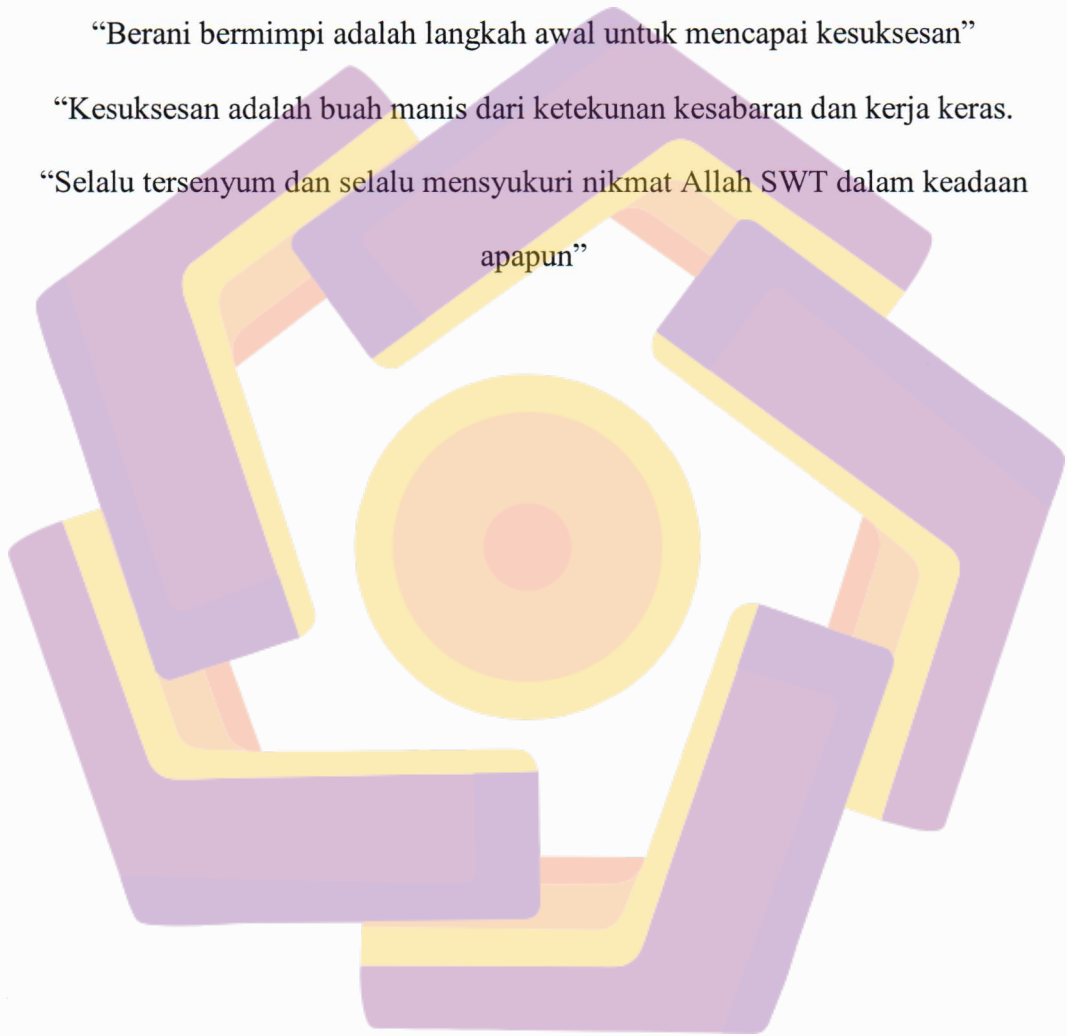 “Berani bermimpi adalah langkah awal untuk mencapai kesuksesan”
“Kesuksesan adalah buah manis dari ketekunan kesabaran dan kerja keras.
“Selalu tersenyum dan selalu mensyukuri nikmat Allah SWT dalam keadaan
apapun”